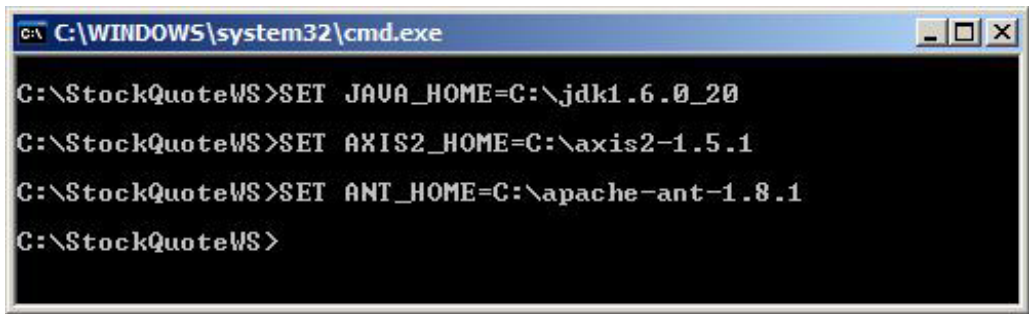 C:\WINDOWS\system32\cmd.exe
C:\StockQuoteWS>SET JAVA_HOME=C:\jdk1.6.0_20
C:\StockQuoteWS>SET AXIS2_HOME=C:\axis2-1.5.1
C:\StockQuoteWS>SET ANT_HOME=C:\apache-ant-1.8.1
C:\StockQuoteWS>